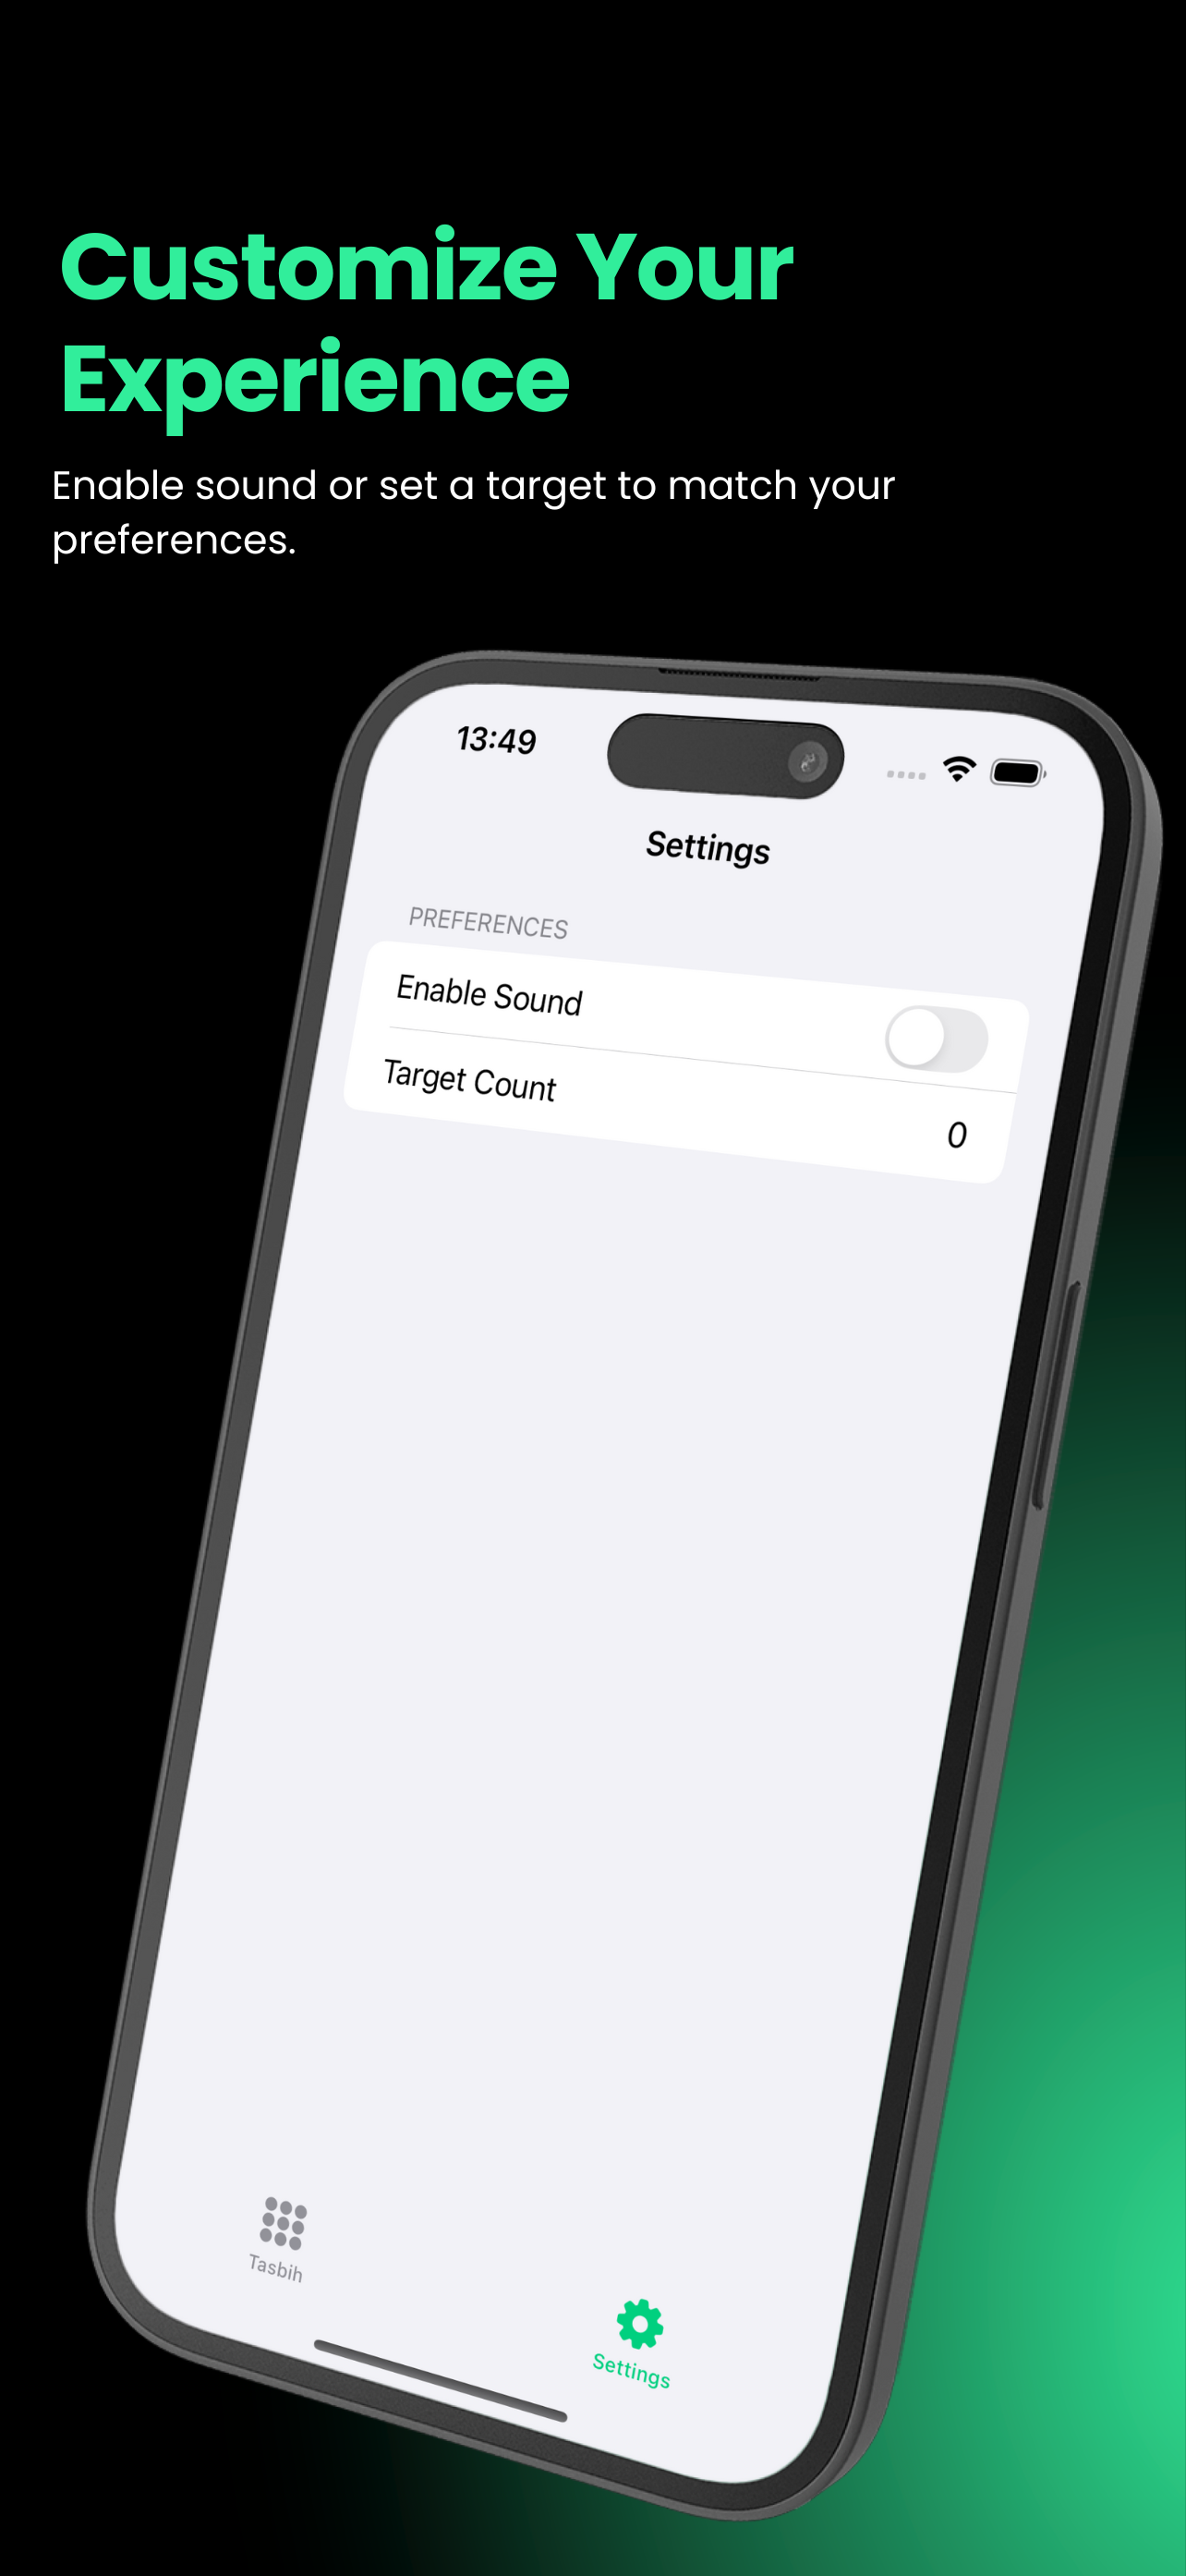 Customize Your
Experience
Enable sound or set a target to match your
preferences.
13:49
Settings
PREFERENCES
Enable Sound
Target Count
0
Tasbih
Settings